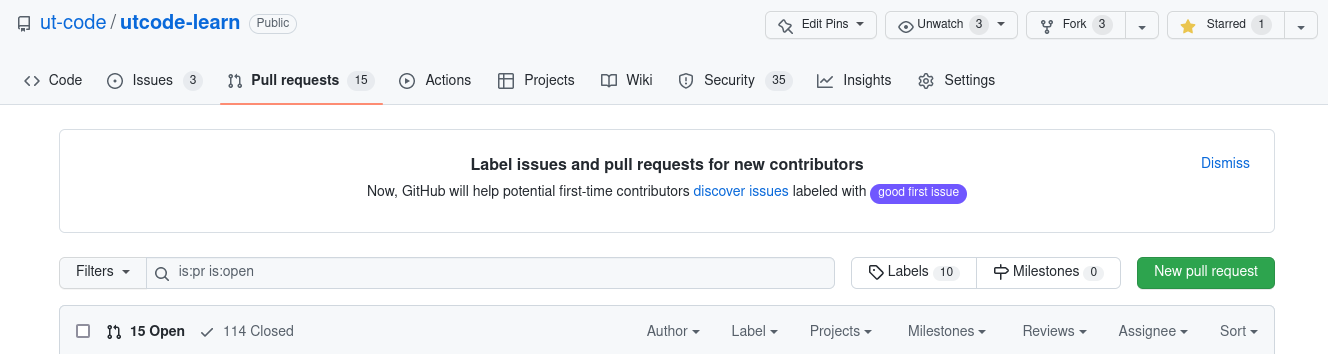 ut-code / utcode-learn Public Edit Pins Unwatch 3 Fork 3 Starred 1
Code Issues 3 Pull requests 15 Actions Projects Wiki Security 35 Insights Settings
Label issues and pull requests for new contributors Dismiss
Now, GitHub will help potential first-time contributors discover issues labeled with good first issue
Filters is:pr is:open Labels 10 Milestones 0 New pull request
15 Open 114 Closed Author Label Projects Milestones Reviews Assignee Sort